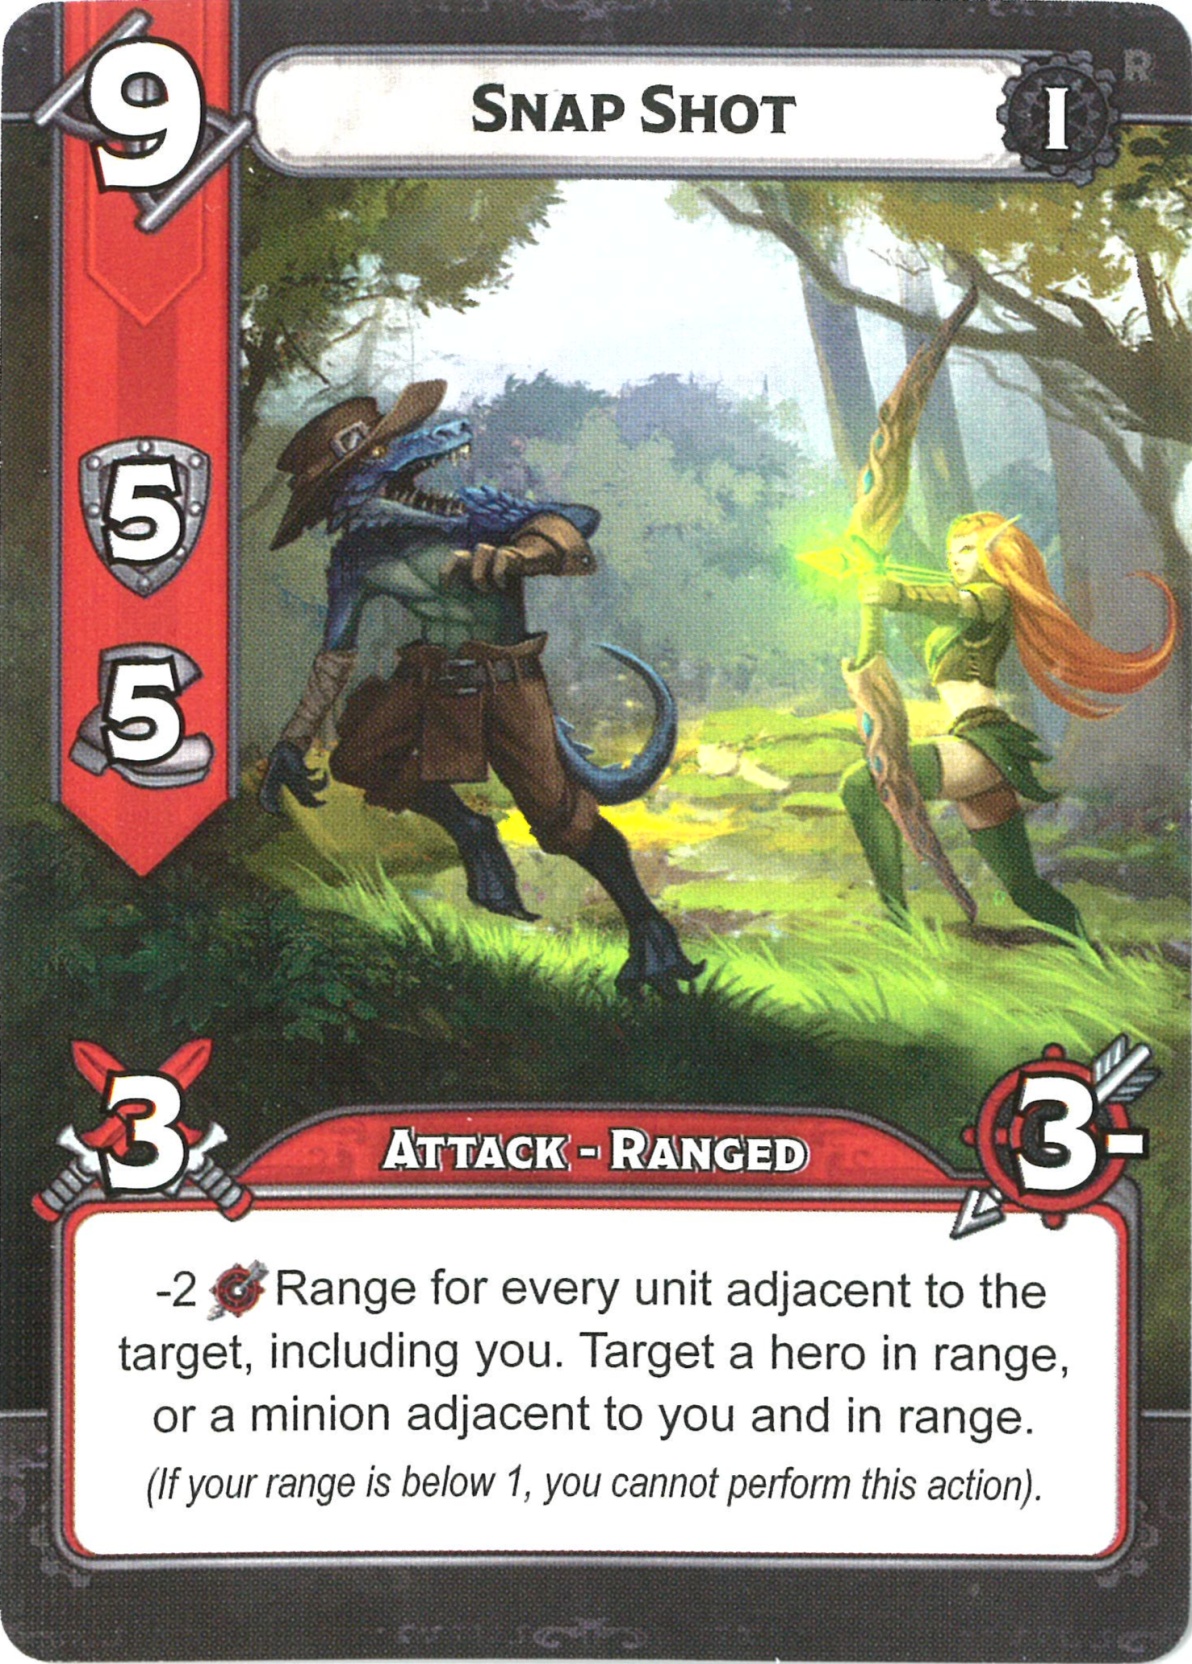 9
SNAP SHOT
I
R
5
5
3
ATTACK - RANGED
3-
-2 Range for every unit adjacent to the
target, including you. Target a hero in range,
or a minion adjacent to you and in range.
(If your range is below 1, you cannot perform this action).